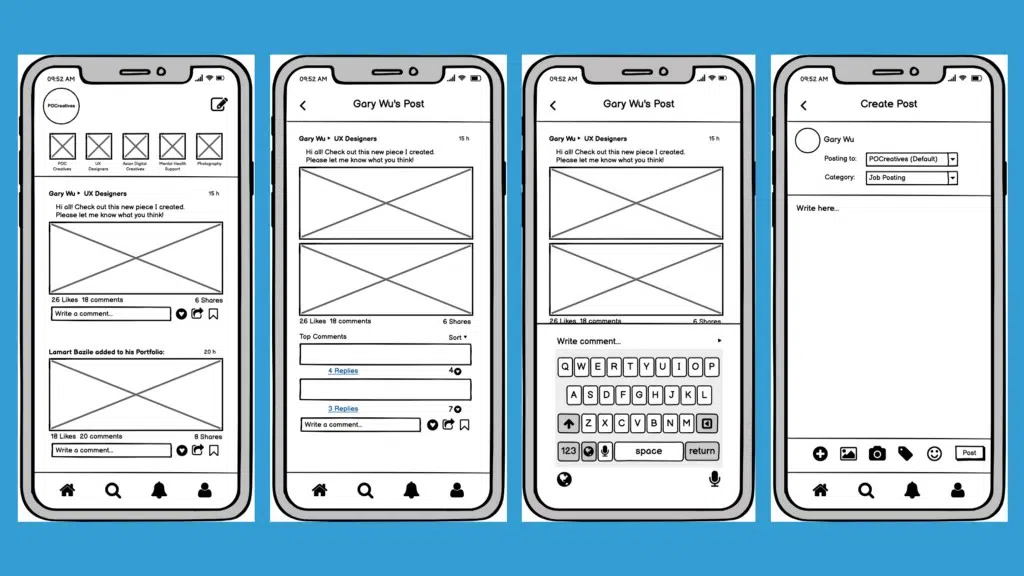 09:52 AM
POCreatives
POC
Creatives
UX
Designers
Asian Digital
Creatives
Mental Health
Support
Photography
Gary Wu ▸ UX Designers 15 h
Hi all! Check out this new piece I created.
Please let me know what you think!
26 Likes 18 comments 6 Shares
Write a comment...
Lamart Bazile added to his Portfolio: 20 h
18 Likes 20 comments 8 Shares
Write a comment...
09:52 AM
Gary Wu's Post
Gary Wu ▸ UX Designers 15 h
Hi all! Check out this new piece I created.
Please let me know what you think!
26 Likes 18 comments 6 Shares
Top Comments Sort
4 Replies 4
3 Replies 7
Write a comment...
09:52 AM
Gary Wu's Post
Gary Wu ▸ UX Designers 15 h
Hi all! Check out this new piece I created.
Please let me know what you think!
26 Likes 18 comments 6 Shares
Write comment...
Q W E R T Y U I O P
A S D F G H J K L
Z X C V B N M
123 space return
09:52 AM
Create Post
Gary Wu
Posting to: POCreatives (Default)
Category: Job Posting
Write here...
Post